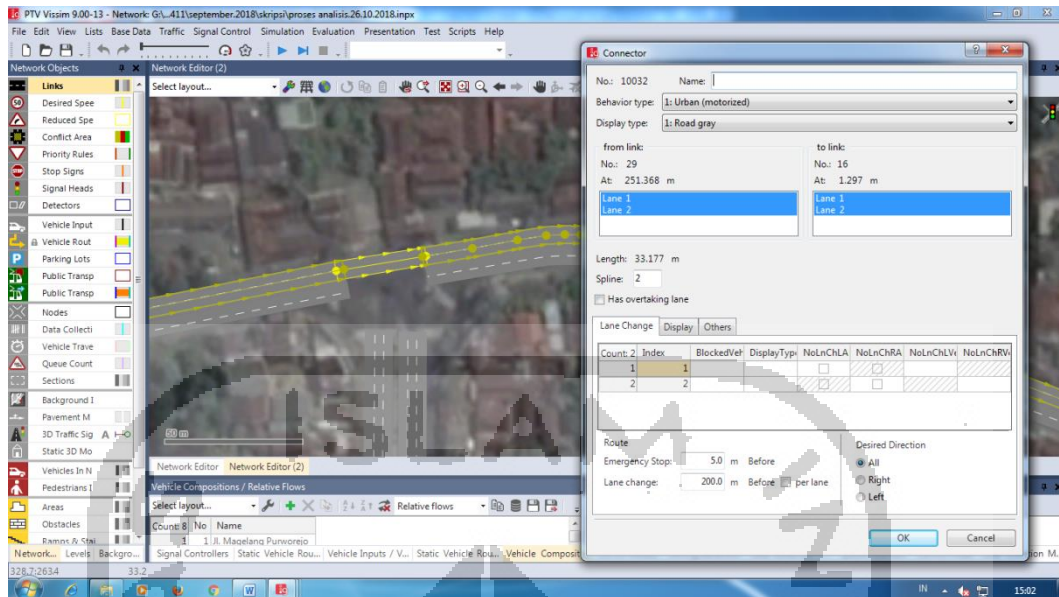 PTV Vissim 9.00-13 - Network: G:\...411\september.2018\skripsi\proses analisis.26.10.2018.inpx
File Edit View Lists Base Data Traffic Signal Control Simulation Evaluation Presentation Test Scripts Help
Network Objects
Links
Desired Spee
Reduced Spe
Conflict Area
Priority Rules
Stop Signs
Signal Heads
Detectors
Vehicle Input
Vehicle Rout
Parking Lots
Public Transp
Public Transp
Nodes
Data Collecti
Vehicle Trave
Queue Count
Sections
Background I
Pavement M
3D Traffic Sig
Static 3D Mo
Vehicles In N
Pedestrians I
Areas
Obstacles
Ramps & Stai
Network... Levels Backgro...
328.7:263.4 33.2
Network Editor (2)
Select layout...
50 m
Network Editor Network Editor (2)
Vehicle Compositions / Relative Flows
Select layout... Relative flows
Count: 8 No Name
1 1 Jl. Magelang Purworejo
Signal Controllers Static Vehicle Rou... Vehicle Inputs / V... Static Vehicle Rou... Vehicle Composit
Connector
No.: 10032 Name:
Behavior type: 1: Urban (motorized)
Display type: 1: Road gray
from link: to link:
No.: 29 No.: 16
At: 251.368 m At: 1.297 m
Lane 1 Lane 1
Lane 2 Lane 2
Length: 33.177 m
Spline: 2
Has overtaking lane
Lane Change Display Others
Count: 2 Index BlockedVeh DisplayType NoLnChLA NoLnChRA NoLnChLVe NoLnChRVe
1 1
2 2
Route Desired Direction
Emergency Stop: 5.0 m Before All
Lane change: 200.0 m Before per lane Right
Left
OK Cancel
ion M.
IN 15:02
ISLAM